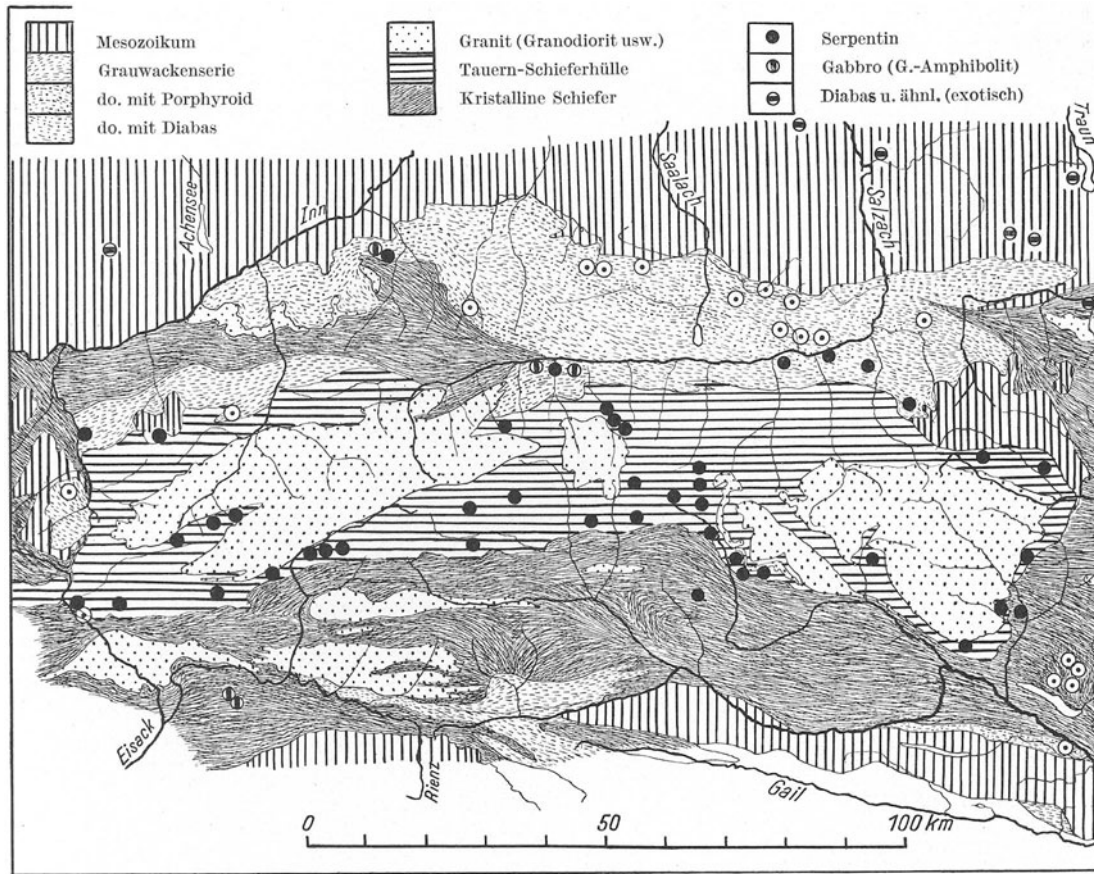 Mesozoikum
Grauwackenserie
do. mit Porphyroid
do. mit Diabas
Granit (Granodiorit usw.)
Tauern-Schieferhülle
Kristalline Schiefer
Serpentin
Gabbro (G.-Amphibolit)
Diabas u. ähnl. (exotisch)
Achensee
Inn
Saalach
Salzach
Traun
Eisack
Rienz
Gail
0 50 100 km